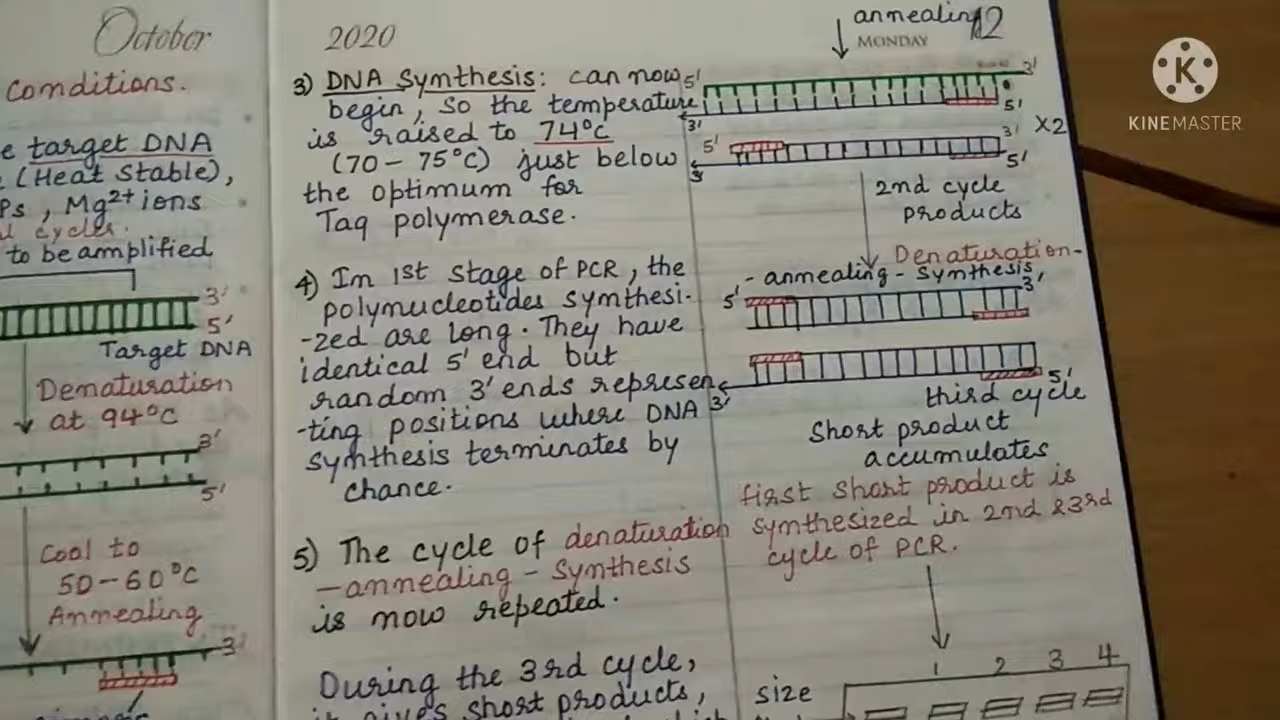 October
conditions.
e target DNA
(Heat Stable),
Ps, Mg2+ ions
cycles.
to be amplified
3'
5'
Target DNA
Denaturation
at 94°C
3'
5'
Cool to
50-60°C
Annealing
3'
2020
3) DNA Synthesis: can now
begin, so the temperature
is raised to 74°C
(70-75°C) just below
the optimum for
Taq polymerase.
4) In 1st Stage of PCR, the
polynucleotides synthesi-
-zed are long. They have
identical 5' end but
random 3' ends represen
-ting positions where DNA
synthesis terminates by
chance.
5) The cycle of denaturation
-annealing - Synthesis
is now repeated.
During the 3rd cycle,
it gives short products,
annealing
12
MONDAY
5' 3'
3' 5'
X2
5' 3'
3' 5'
2nd cycle
products
Denaturation-
-annealing - Synthesis
5' 3'
3' 5'
third cycle
Short product
accumulates
first short product is
synthesized in 2nd &3rd
cycle of PCR.
1 2 3 4
size
K
KINEMASTER